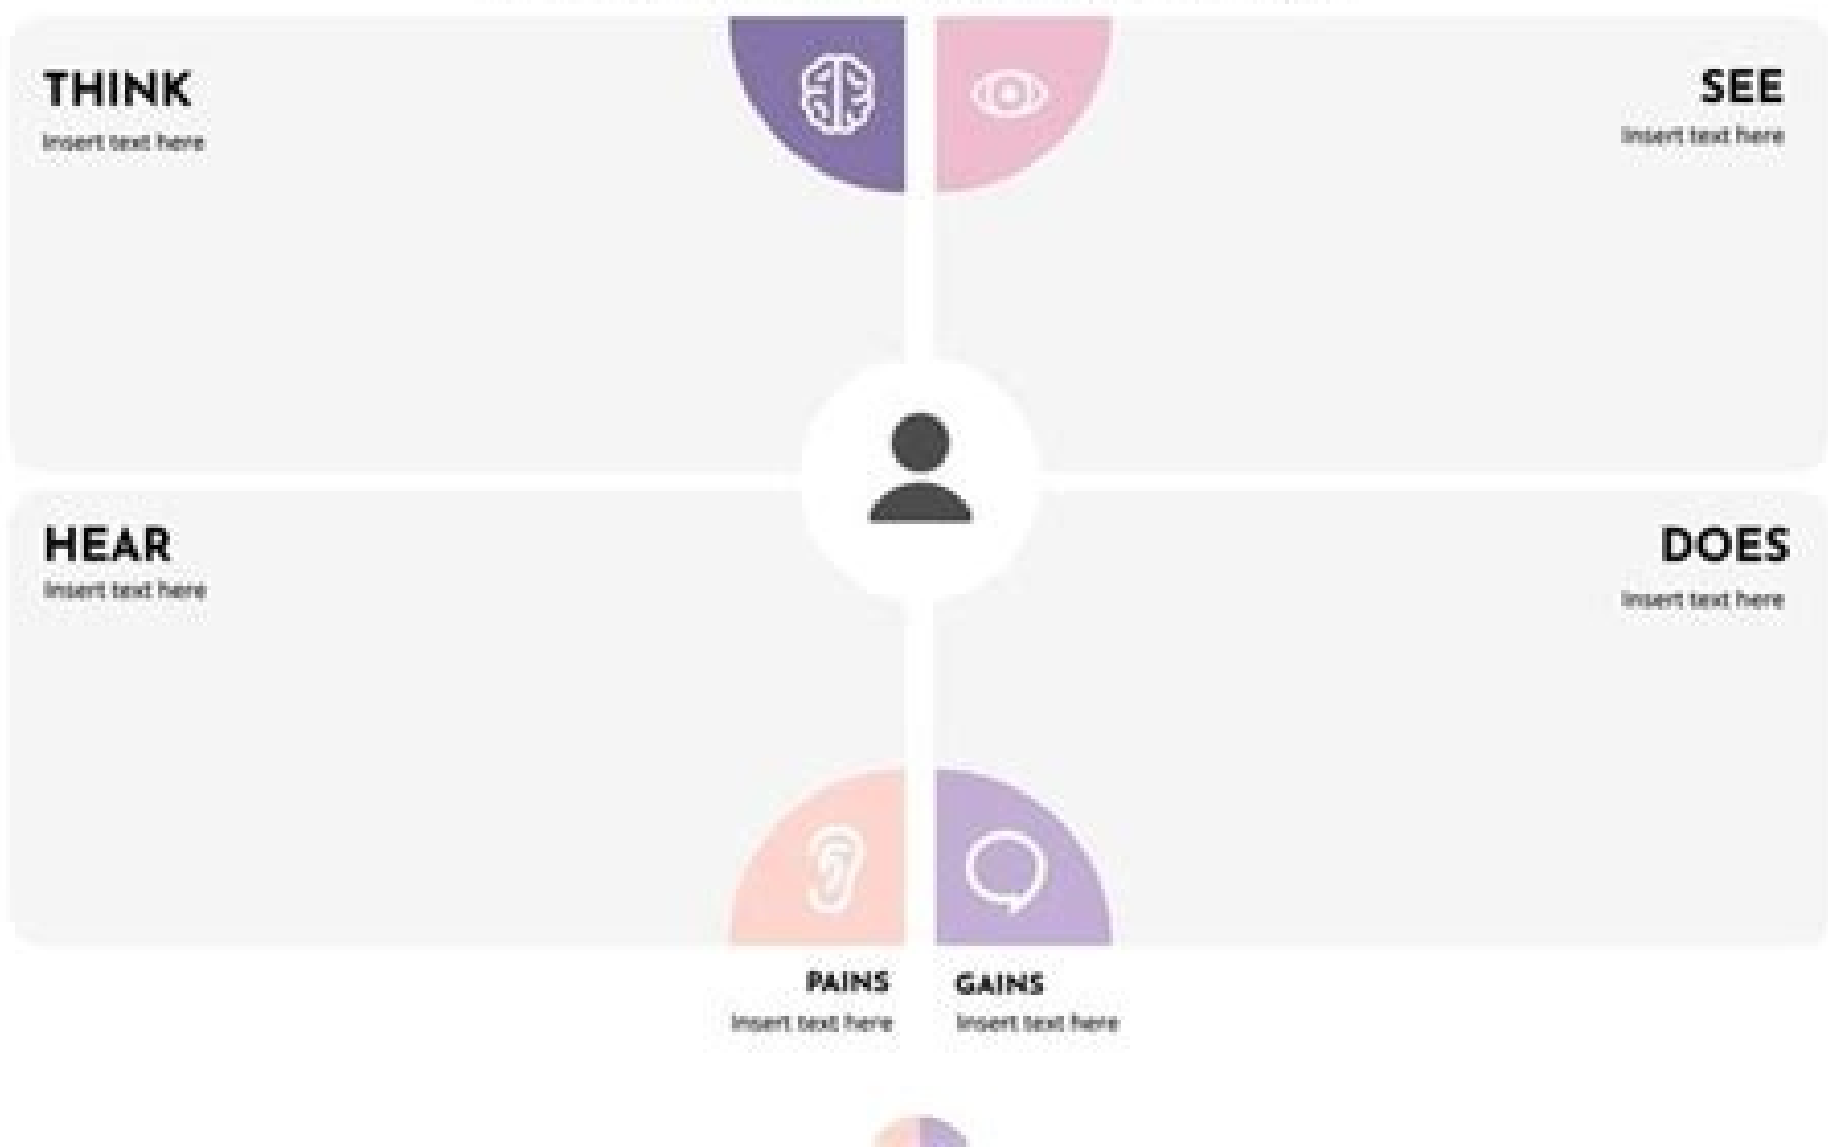 THINK
Insert text here
SEE
Insert text here
HEAR
Insert text here
DOES
Insert text here
PAINS
Insert text here
GAINS
Insert text here